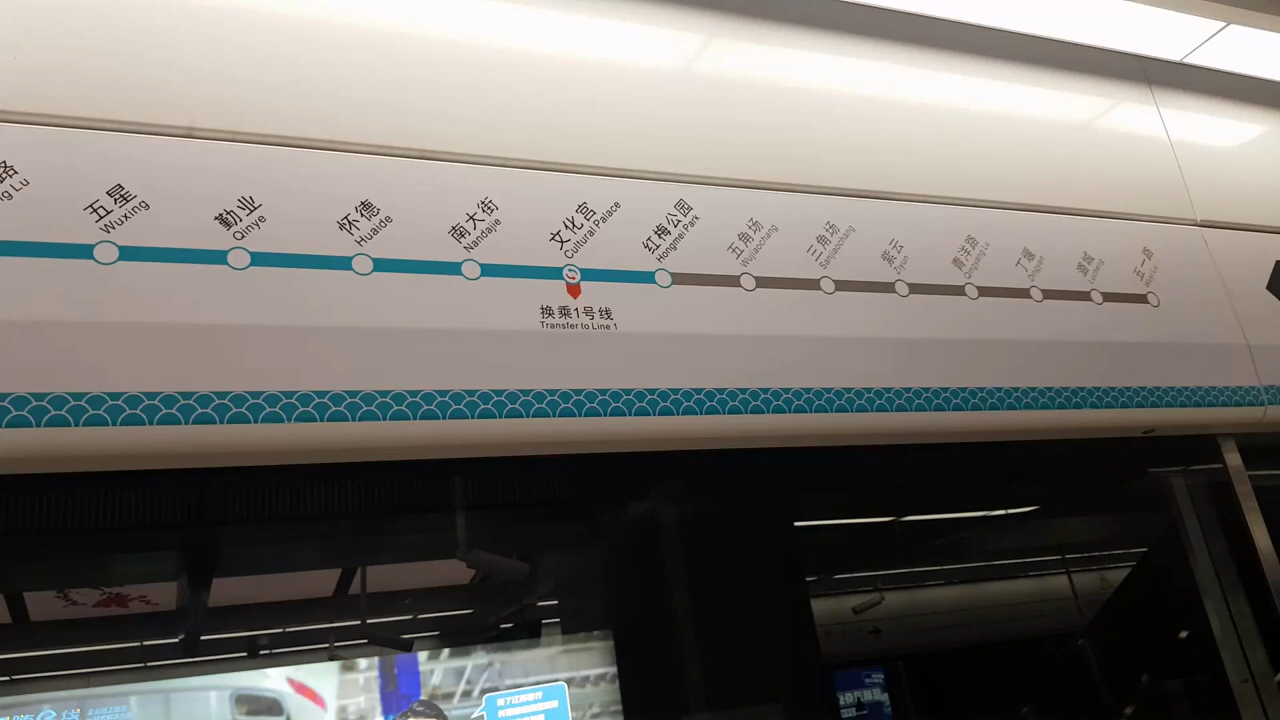 路
g Lu
五星
Wuxing
勤业
Qinye
怀德
Huaide
南大街
Nandajie
文化宫
Cultural Palace
换乘1号线
Transfer to Line 1
红梅公园
Hongmei Park
五角场
Wujiaochang
三角场
Sanjiaochang
紫云
Ziyun
青洋路
Qingyang Lu
丁堰
Dingyan
潞城
Lucheng
五一路
Wuyi Lu